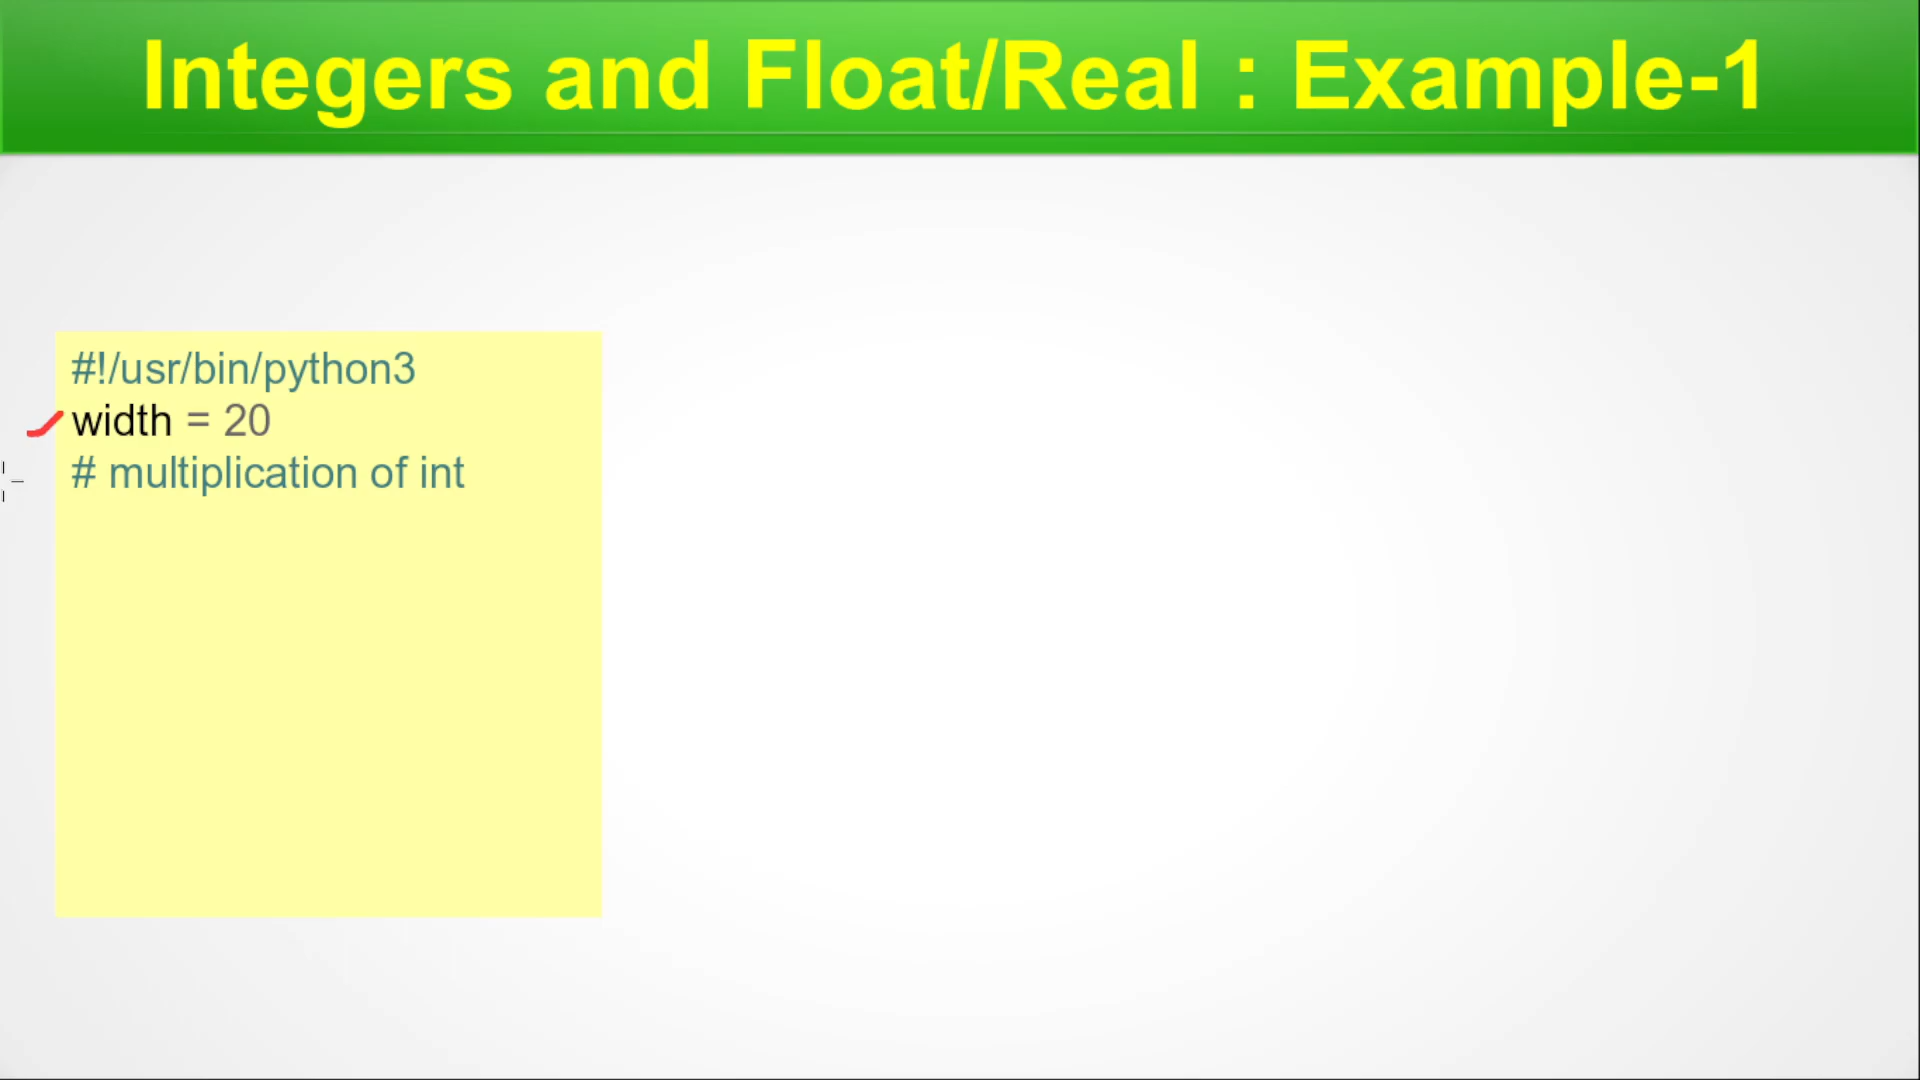 Integers and Float/Real : Example-1
#!/usr/bin/python3
width = 20
# multiplication of int